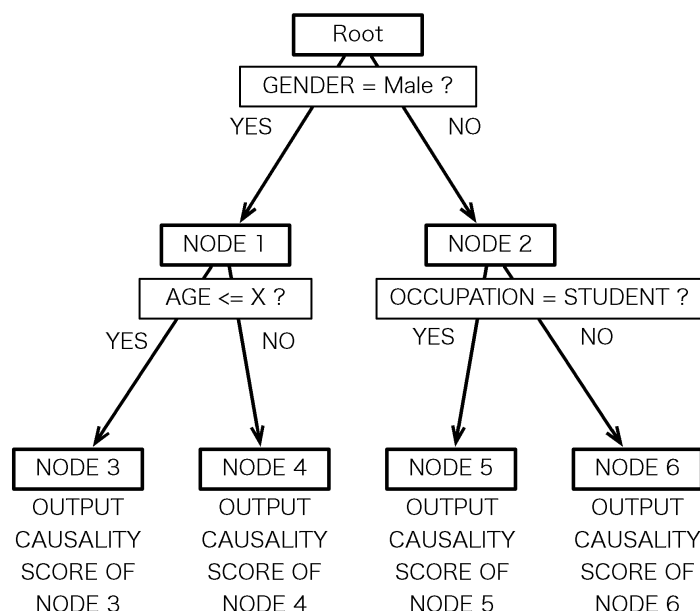 Root
GENDER = Male ?
YES
NO
NODE 1
NODE 2
AGE <= X ?
OCCUPATION = STUDENT ?
YES
NO
YES
NO
NODE 3
NODE 4
NODE 5
NODE 6
OUTPUT
CAUSALITY
SCORE OF
NODE 3
OUTPUT
CAUSALITY
SCORE OF
NODE 4
OUTPUT
CAUSALITY
SCORE OF
NODE 5
OUTPUT
CAUSALITY
SCORE OF
NODE 6